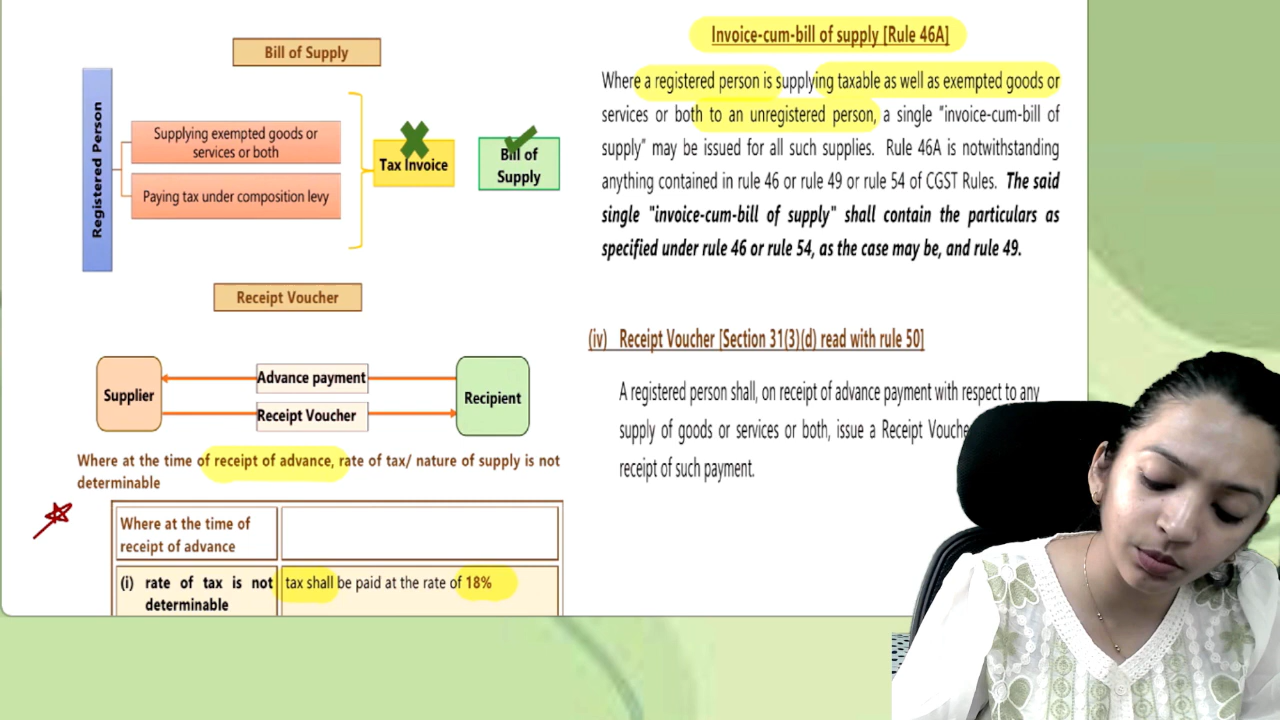 Bill of Supply
Registered Person
Supplying exempted goods or
services or both
Paying tax under composition levy
Tax Invoice
Bill of
Supply
Receipt Voucher
Supplier
Advance payment
Receipt Voucher
Recipient
Where at the time of receipt of advance, rate of tax/ nature of supply is not
determinable
Where at the time of
receipt of advance
(i) rate of tax is not
determinable
tax shall be paid at the rate of 18%
Invoice-cum-bill of supply [Rule 46A]
Where a registered person is supplying taxable as well as exempted goods or
services or both to an unregistered person, a single "invoice-cum-bill of
supply" may be issued for all such supplies. Rule 46A is notwithstanding
anything contained in rule 46 or rule 49 or rule 54 of CGST Rules. The said
single "invoice-cum-bill of supply" shall contain the particulars as
specified under rule 46 or rule 54, as the case may be, and rule 49.
(iv) Receipt Voucher [Section 31(3)(d) read with rule 50]
A registered person shall, on receipt of advance payment with respect to any
supply of goods or services or both, issue a Receipt
receipt of such payment.